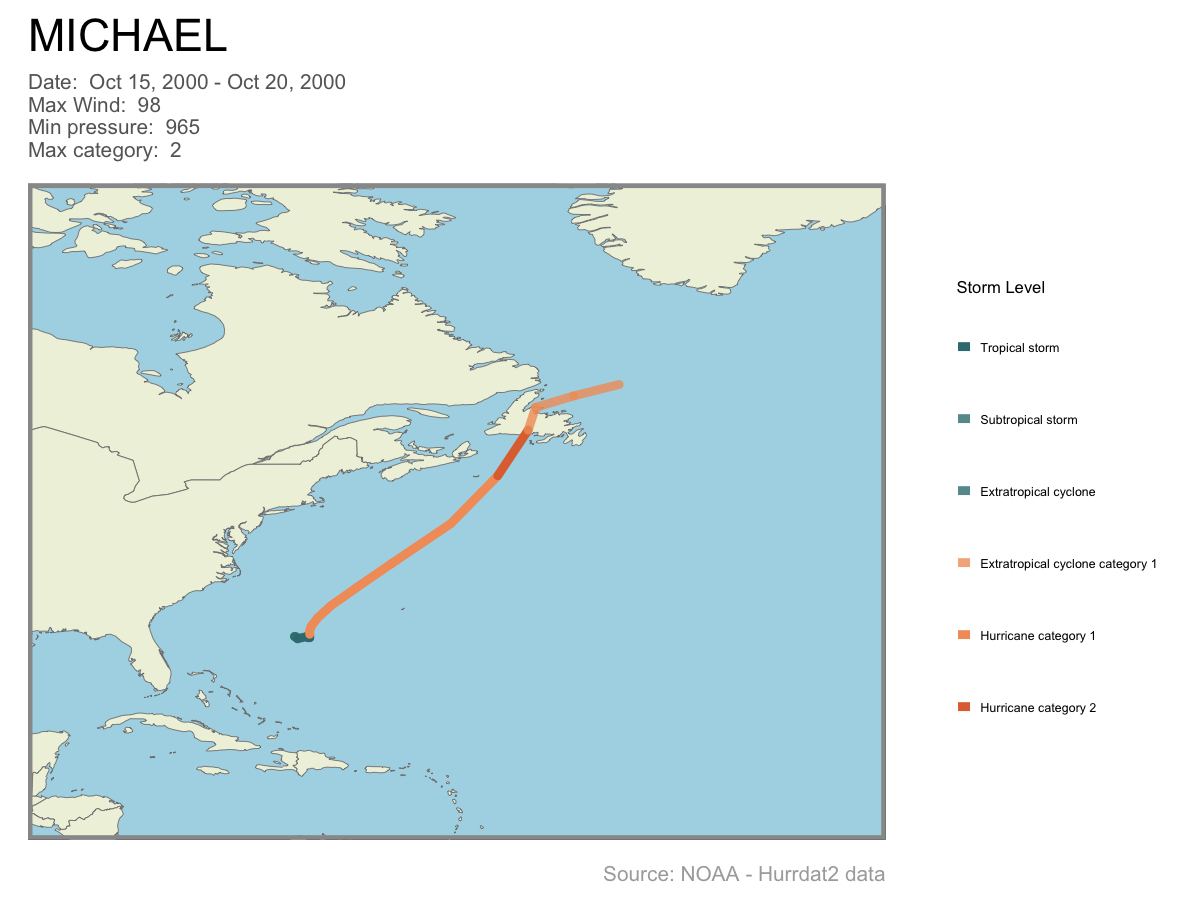 MICHAEL
Date:  Oct 15, 2000 - Oct 20, 2000
Max Wind:  98
Min pressure:  965
Max category:  2
Storm Level
Tropical storm
Subtropical storm
Extratropical cyclone
Extratropical cyclone category 1
Hurricane category 1
Hurricane category 2
Source: NOAA - Hurrdat2 data